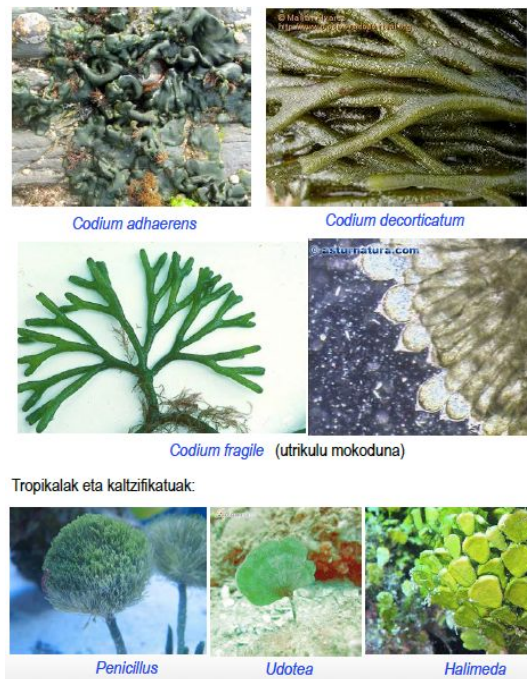 Codium adhaerens
Codium decorticatum
© asturnatura.com
Codium fragile (utrikulu mokoduna)
Tropikalak eta kaltzifikatuak:
Penicillus
Udotea
Halimeda